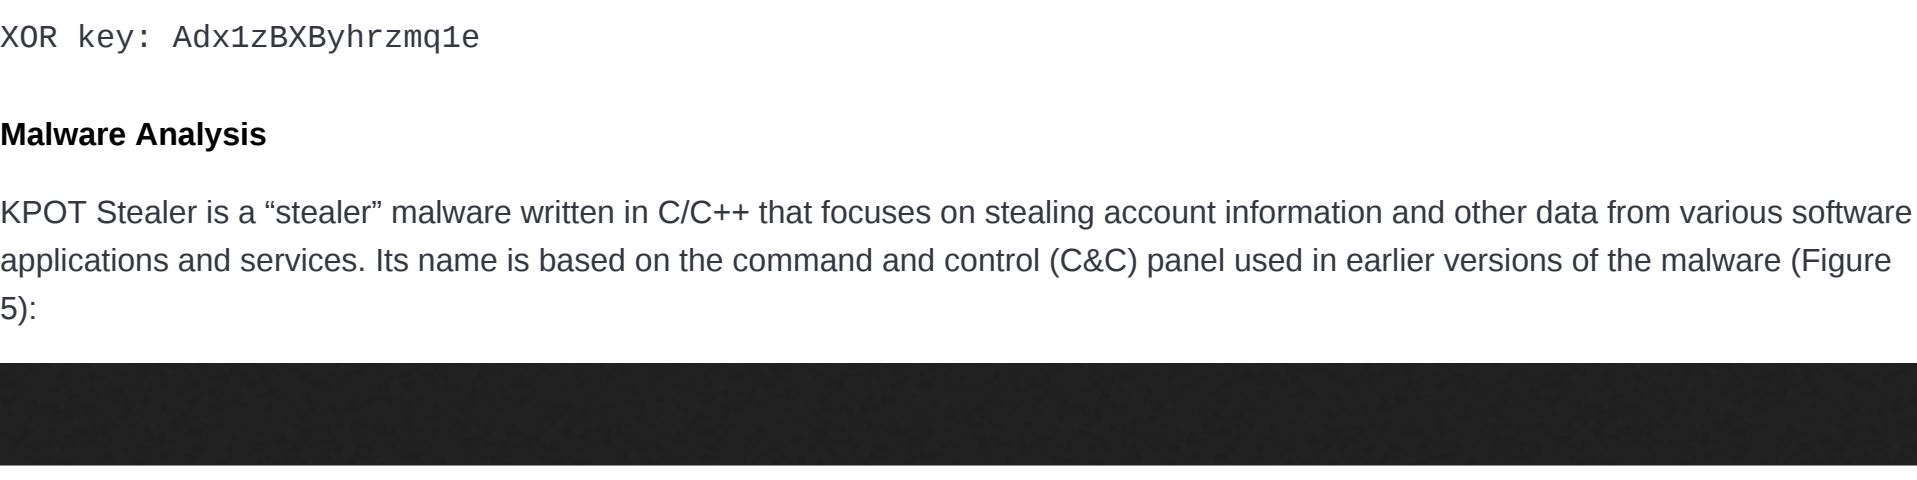 XOR key: Adx1zBXByhrzmq1e
Malware Analysis
KPOT Stealer is a “stealer” malware written in C/C++ that focuses on stealing account information and other data from various software
applications and services. Its name is based on the command and control (C&C) panel used in earlier versions of the malware (Figure
5):